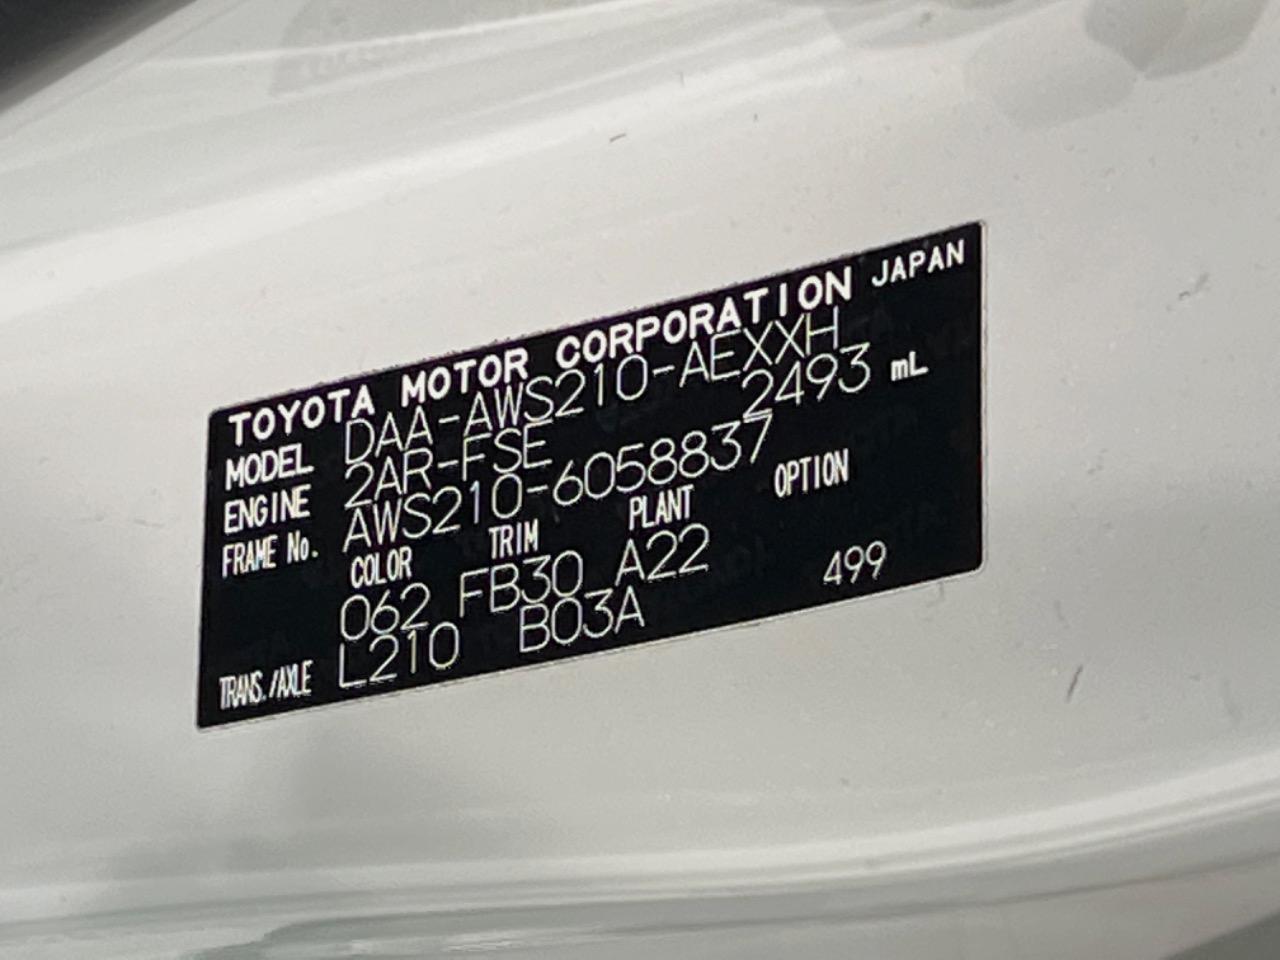 TOYOTA MOTOR CORPORATION JAPAN
MODEL DAA-AWS210-AEXXH
ENGINE 2AR-FSE 2493 mL
FRAME No. AWS210-6058837
COLOR TRIM PLANT OPTION
062 FB30 A22
TRANS./AXLE L210 B03A 499